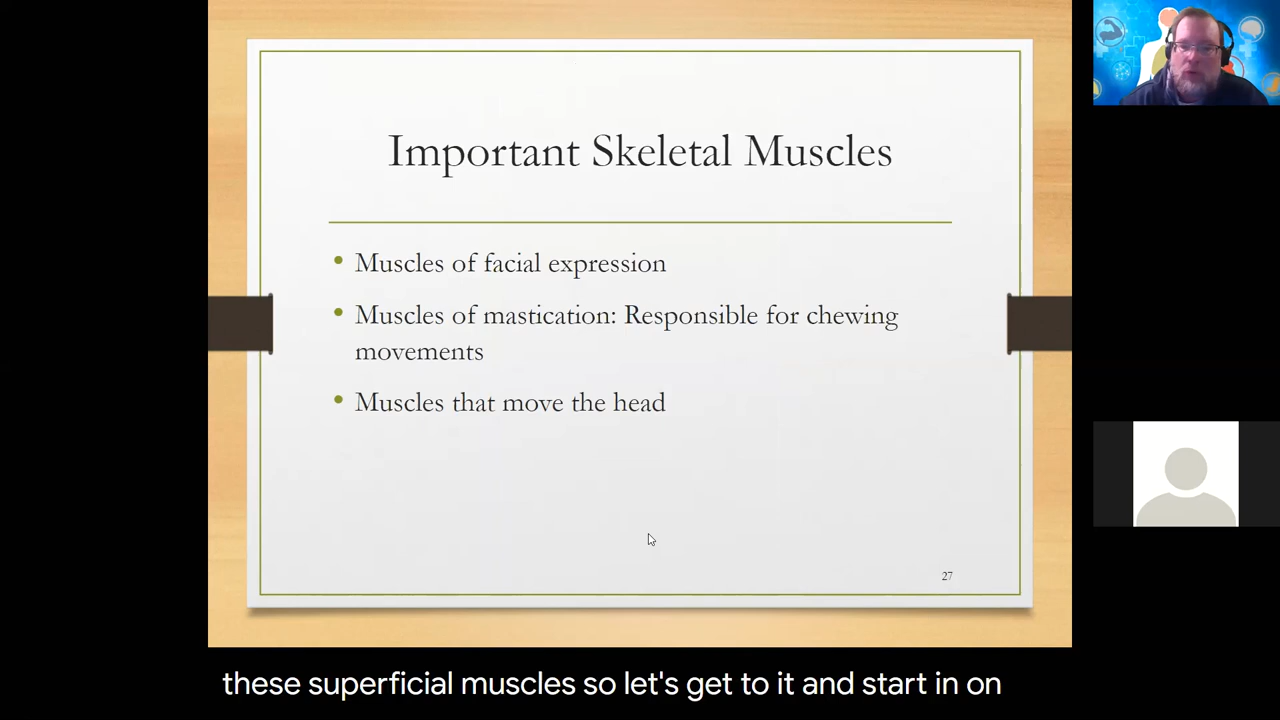 Important Skeletal Muscles
• Muscles of facial expression
• Muscles of mastication: Responsible for chewing
movements
• Muscles that move the head
27
these superficial muscles so let's get to it and start in on